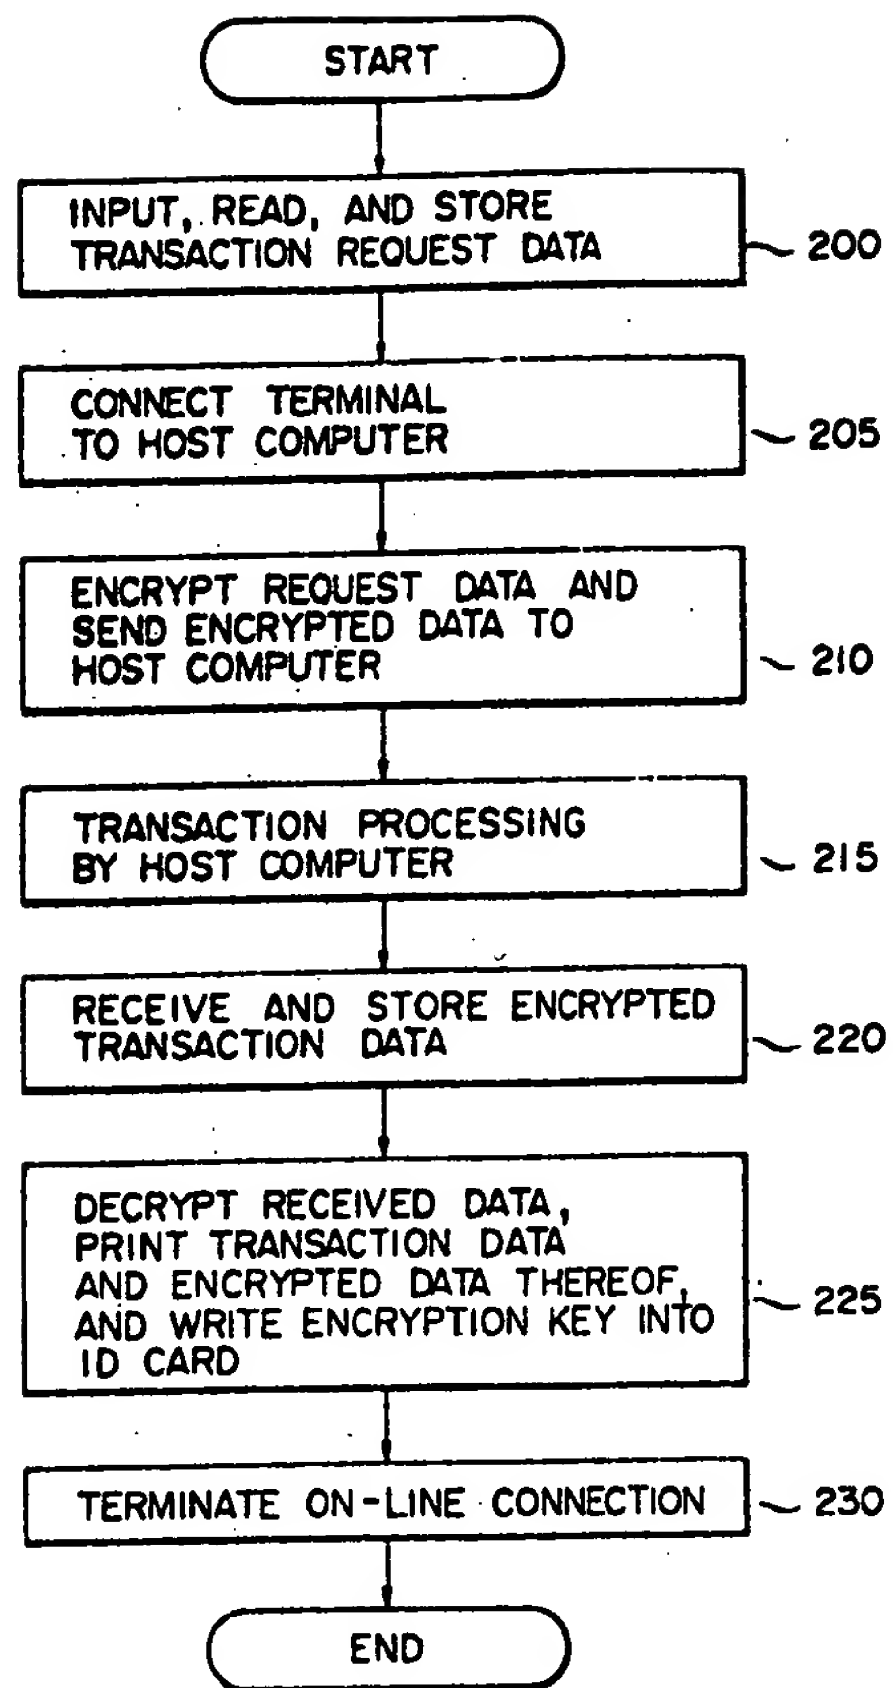 START
INPUT, READ, AND STORE
TRANSACTION REQUEST DATA
200
CONNECT TERMINAL
TO HOST COMPUTER
205
ENCRYPT REQUEST DATA AND
SEND ENCRYPTED DATA TO
HOST COMPUTER
210
TRANSACTION PROCESSING
BY HOST COMPUTER
215
RECEIVE AND STORE ENCRYPTED
TRANSACTION DATA
220
DECRYPT RECEIVED DATA,
PRINT TRANSACTION DATA
AND ENCRYPTED DATA THEREOF,
AND WRITE ENCRYPTION KEY INTO
ID CARD
225
TERMINATE ON-LINE CONNECTION
230
END